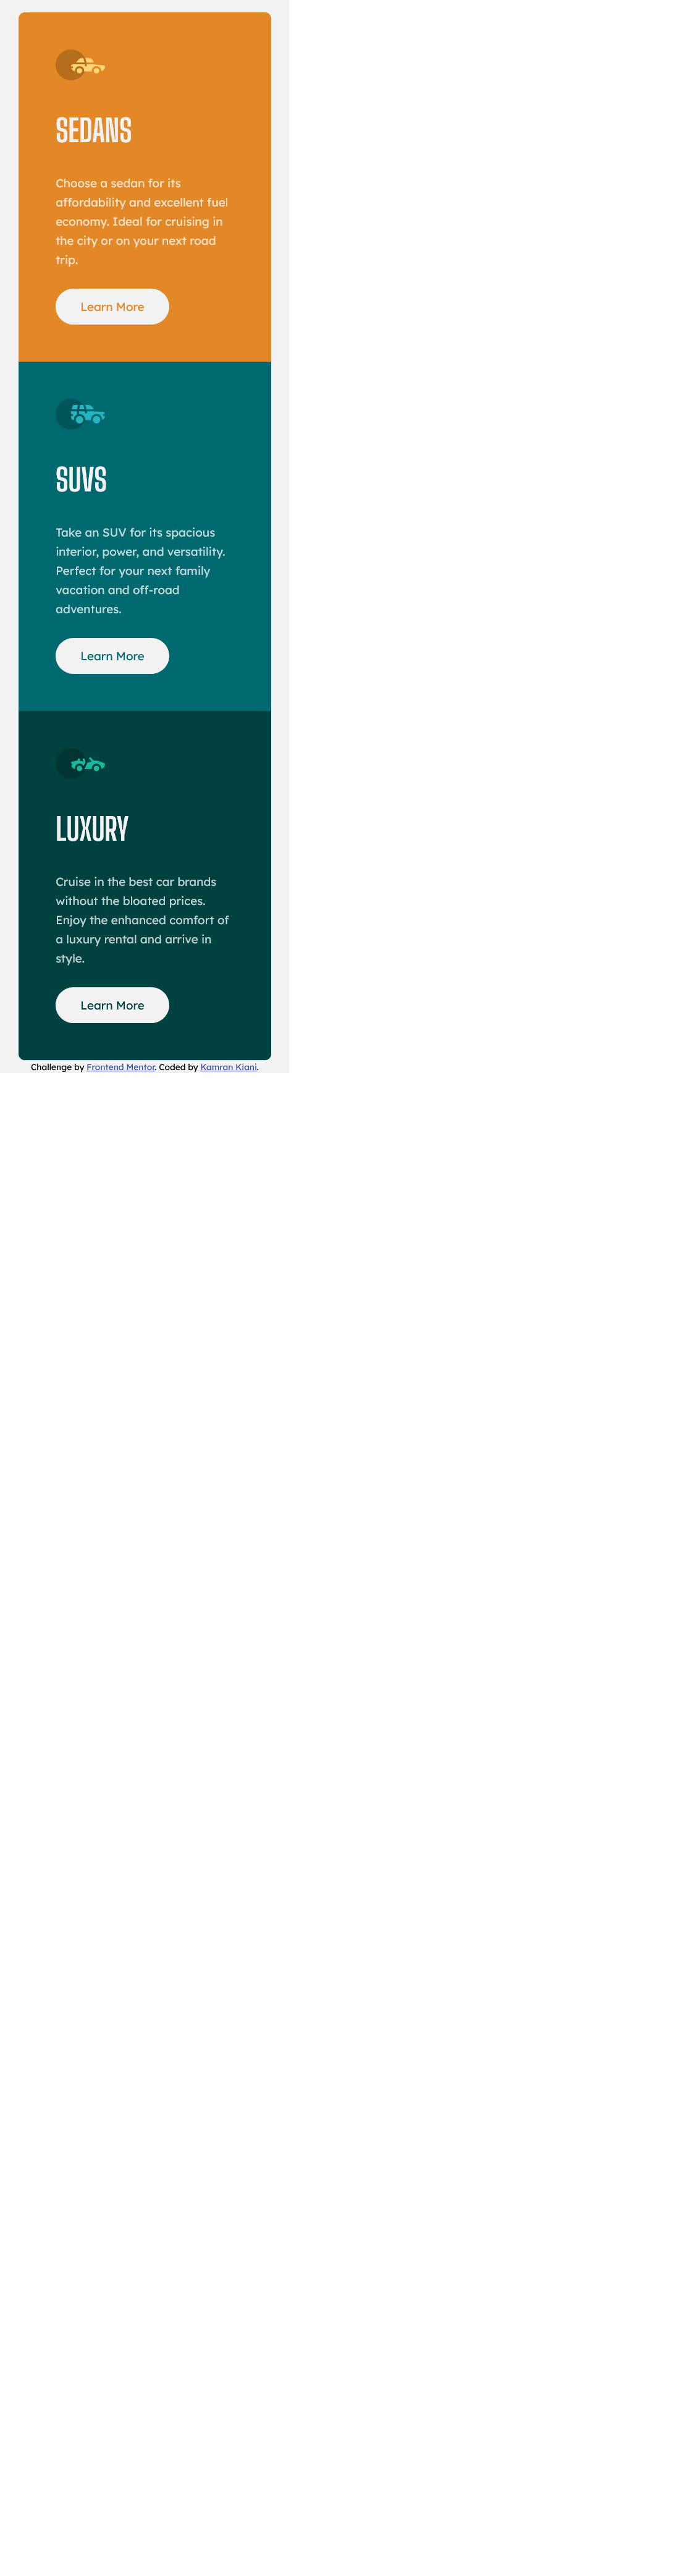 SEDANS
Choose a sedan for its
affordability and excellent fuel
economy. Ideal for cruising in
the city or on your next road
trip.
Learn More
SUVS
Take an SUV for its spacious
interior, power, and versatility.
Perfect for your next family
vacation and off-road
adventures.
Learn More
LUXURY
Cruise in the best car brands
without the bloated prices.
Enjoy the enhanced comfort of
a luxury rental and arrive in
style.
Learn More
Challenge by Frontend Mentor. Coded by Kamran Kiani.